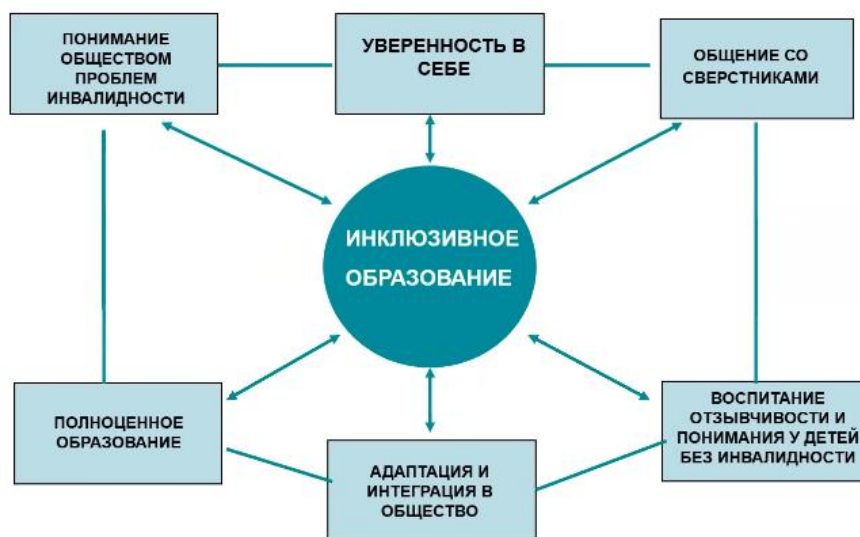 ПОНИМАНИЕ
ОБЩЕСТВОМ
ПРОБЛЕМ
ИНВАЛИДНОСТИ
УВЕРЕННОСТЬ В
СЕБЕ
ОБЩЕНИЕ СО
СВЕРСТНИКАМИ
ИНКЛЮЗИВНОЕ
ОБРАЗОВАНИЕ
ПОЛНОЦЕННОЕ
ОБРАЗОВАНИЕ
АДАПТАЦИЯ И
ИНТЕГРАЦИЯ В
ОБЩЕСТВО
ВОСПИТАНИЕ
ОТЗЫВЧИВОСТИ И
ПОНИМАНИЯ У ДЕТЕЙ
БЕЗ ИНВАЛИДНОСТИ